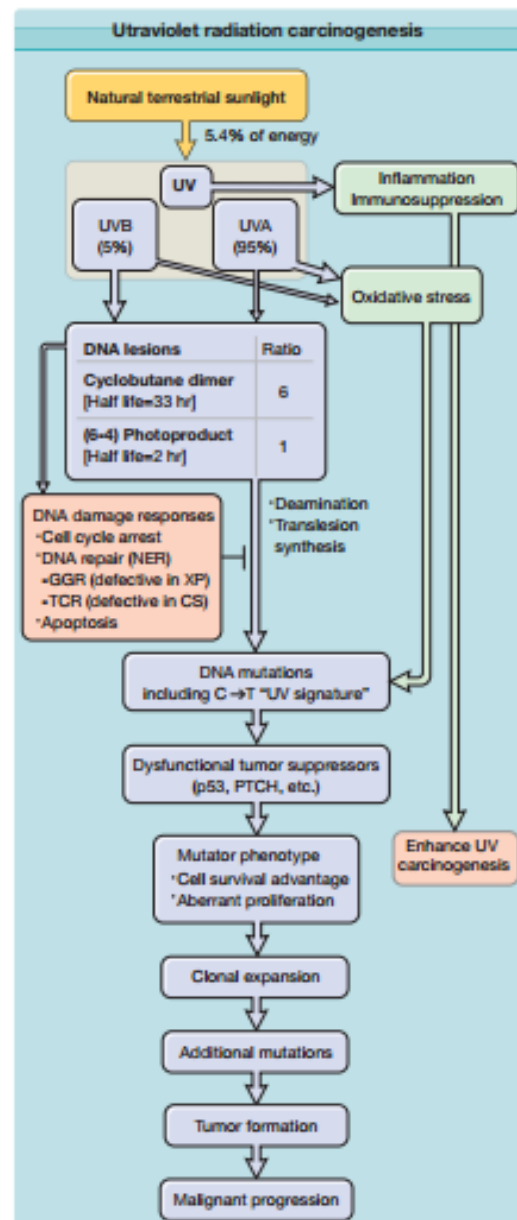 Utraviolet radiation carcinogenesis
Natural terrestrial sunlight
5.4% of energy
UV
Inflammation
Immunosuppression
UVB
(5%)
UVA
(95%)
Oxidative stress
DNA lesions
Ratio
Cyclobutane dimer
[Half life=33 hr]
6
(6-4) Photoproduct
[Half life=2 hr]
1
•Deamination
•Translesion
synthesis
DNA damage responses
•Cell cycle arrest
•DNA repair (NER)
-GGR (defective in XP)
-TCR (defective in CS)
•Apoptosis
DNA mutations
including C→T “UV signature”
Dysfunctional tumor suppressors
(p53, PTCH, etc.)
Mutator phenotype
•Cell survival advantage
•Aberrant proliferation
Enhance UV
carcinogenesis
Clonal expansion
Additional mutations
Tumor formation
Malignant progression